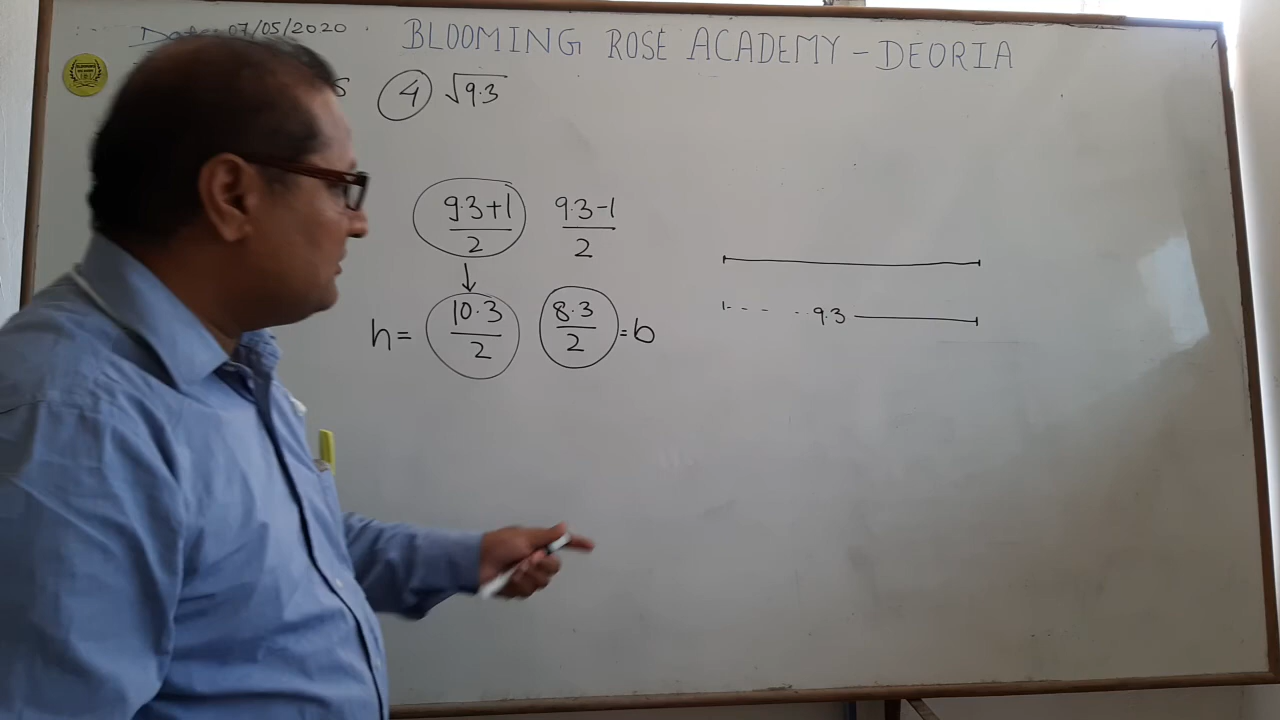 Date: 07/05/2020
BLOOMING ROSE ACADEMY - DEORIA
4 √9.3
9.3+1/2 9.3-1/2
h = 10.3/2 8.3/2 = b
9.3